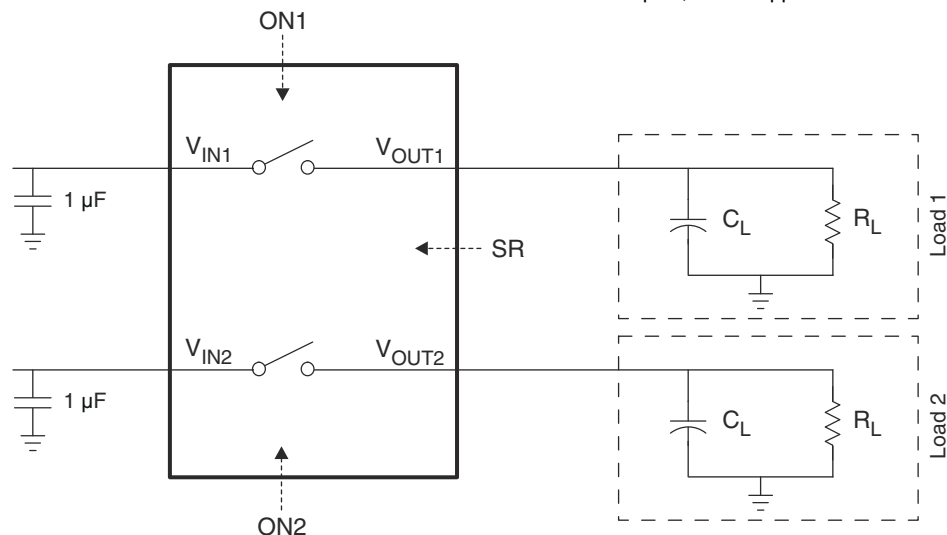 ON1
V_IN1
V_OUT1
1 µF
C_L
R_L
Load 1
SR
V_IN2
V_OUT2
1 µF
C_L
R_L
Load 2
ON2